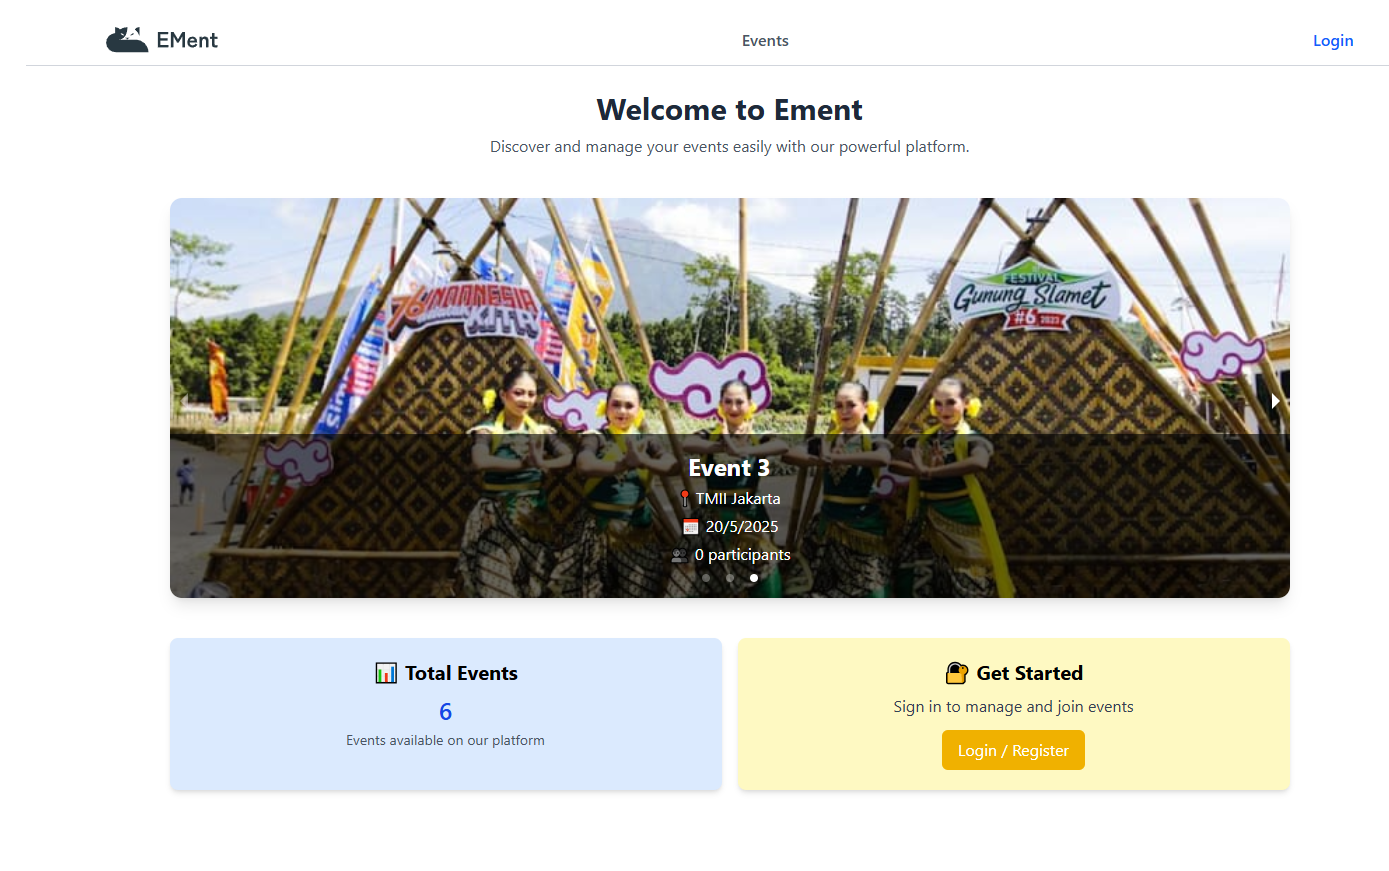 EMent
Events
Login
Welcome to Ement
Discover and manage your events easily with our powerful platform.
INDONESIA
KITA
FESTIVAL
Gunung Slamet
#6 2023
Event 3
TMII Jakarta
20/5/2025
0 participants
Total Events
6
Events available on our platform
Get Started
Sign in to manage and join events
Login / Register